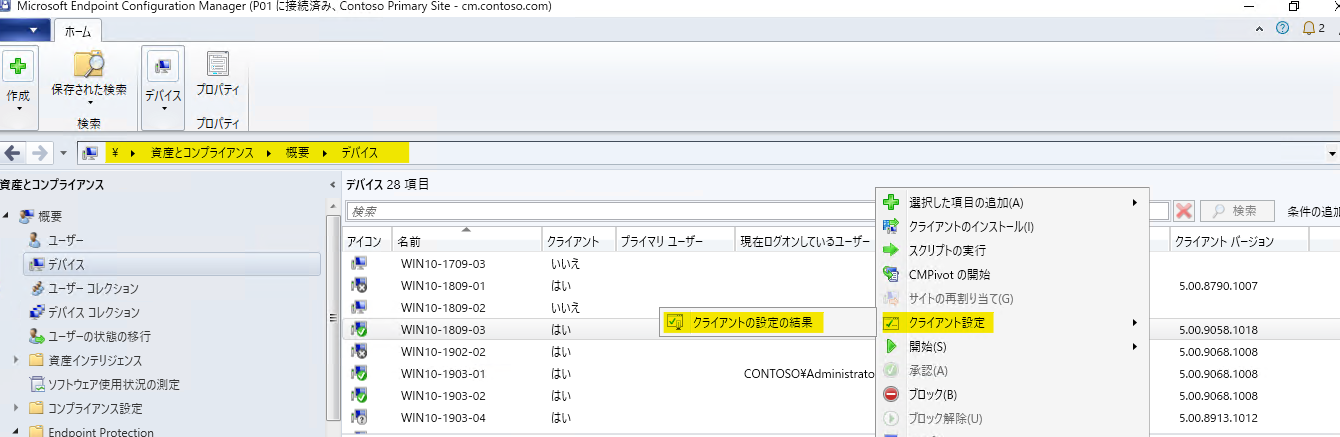 Microsoft Endpoint Configuration Manager (P01 に接続済み、Contoso Primary Site - cm.contoso.com)
ホーム
2
作成
保存された検索
デバイス
プロパティ
検索
プロパティ
¥ 資産とコンプライアンス 概要 デバイス
資産とコンプライアンス
概要
ユーザー
デバイス
ユーザー コレクション
デバイス コレクション
ユーザーの状態の移行
資産インテリジェンス
ソフトウェア使用状況の測定
コンプライアンス設定
Endpoint Protection
デバイス 28 項目
検索
検索
条件の追加
アイコン 名前 クライアント プライマリ ユーザー 現在ログオンしているユーザー クライアント バージョン
WIN10-1709-03 いいえ
WIN10-1809-01 はい 5.00.8790.1007
WIN10-1809-02 いいえ
WIN10-1809-03 はい 5.00.9058.1018
WIN10-1902-02 はい 5.00.9068.1008
WIN10-1903-01 はい CONTOSO¥Administrato 5.00.9068.1008
WIN10-1903-02 はい 5.00.9068.1008
WIN10-1903-04 はい 5.00.8913.1012
選択した項目の追加(A)
クライアントのインストール(I)
スクリプトの実行
CMPivot の開始
サイトの再割り当て(G)
クライアント設定
クライアントの設定の結果
開始(S)
承認(A)
ブロック(B)
ブロック解除(U)